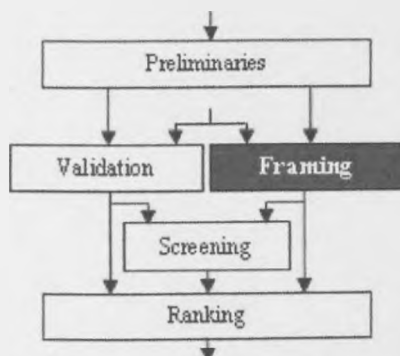 Preliminaries
Validation
Framing
Screening
Ranking